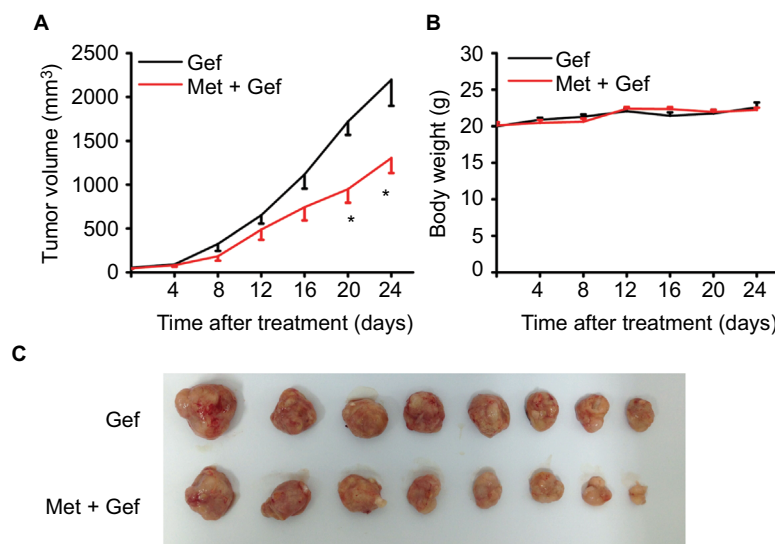 A
Tumor volume (mm³)
2500
2000
1500
1000
500
0
Gef
Met + Gef
*
*
4 8 12 16 20 24
Time after treatment (days)
B
Body weight (g)
30
25
20
15
10
5
0
Gef
Met + Gef
4 8 12 16 20 24
Time after treatment (days)
C
Gef
Met + Gef